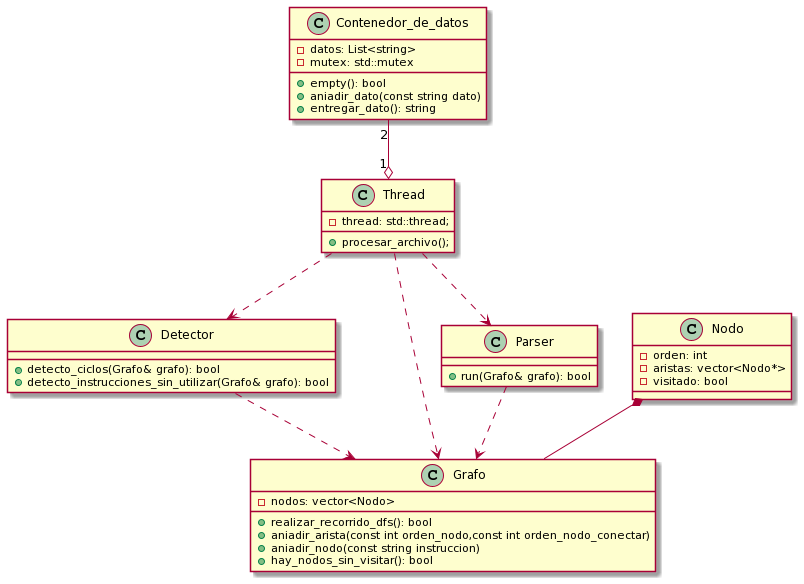 C Contenedor_de_datos
datos: List<string>
mutex: std::mutex
empty(): bool
aniadir_dato(const string dato)
entregar_dato(): string
2
1
C Thread
thread: std::thread;
procesar_archivo();
C Detector
detecto_ciclos(Grafo& grafo): bool
detecto_instrucciones_sin_utilizar(Grafo& grafo): bool
C Parser
run(Grafo& grafo): bool
C Nodo
orden: int
aristas: vector<Nodo*>
visitado: bool
C Grafo
nodos: vector<Nodo>
realizar_recorrido_dfs(): bool
aniadir_arista(const int orden_nodo,const int orden_nodo_conectar)
aniadir_nodo(const string instruccion)
hay_nodos_sin_visitar(): bool